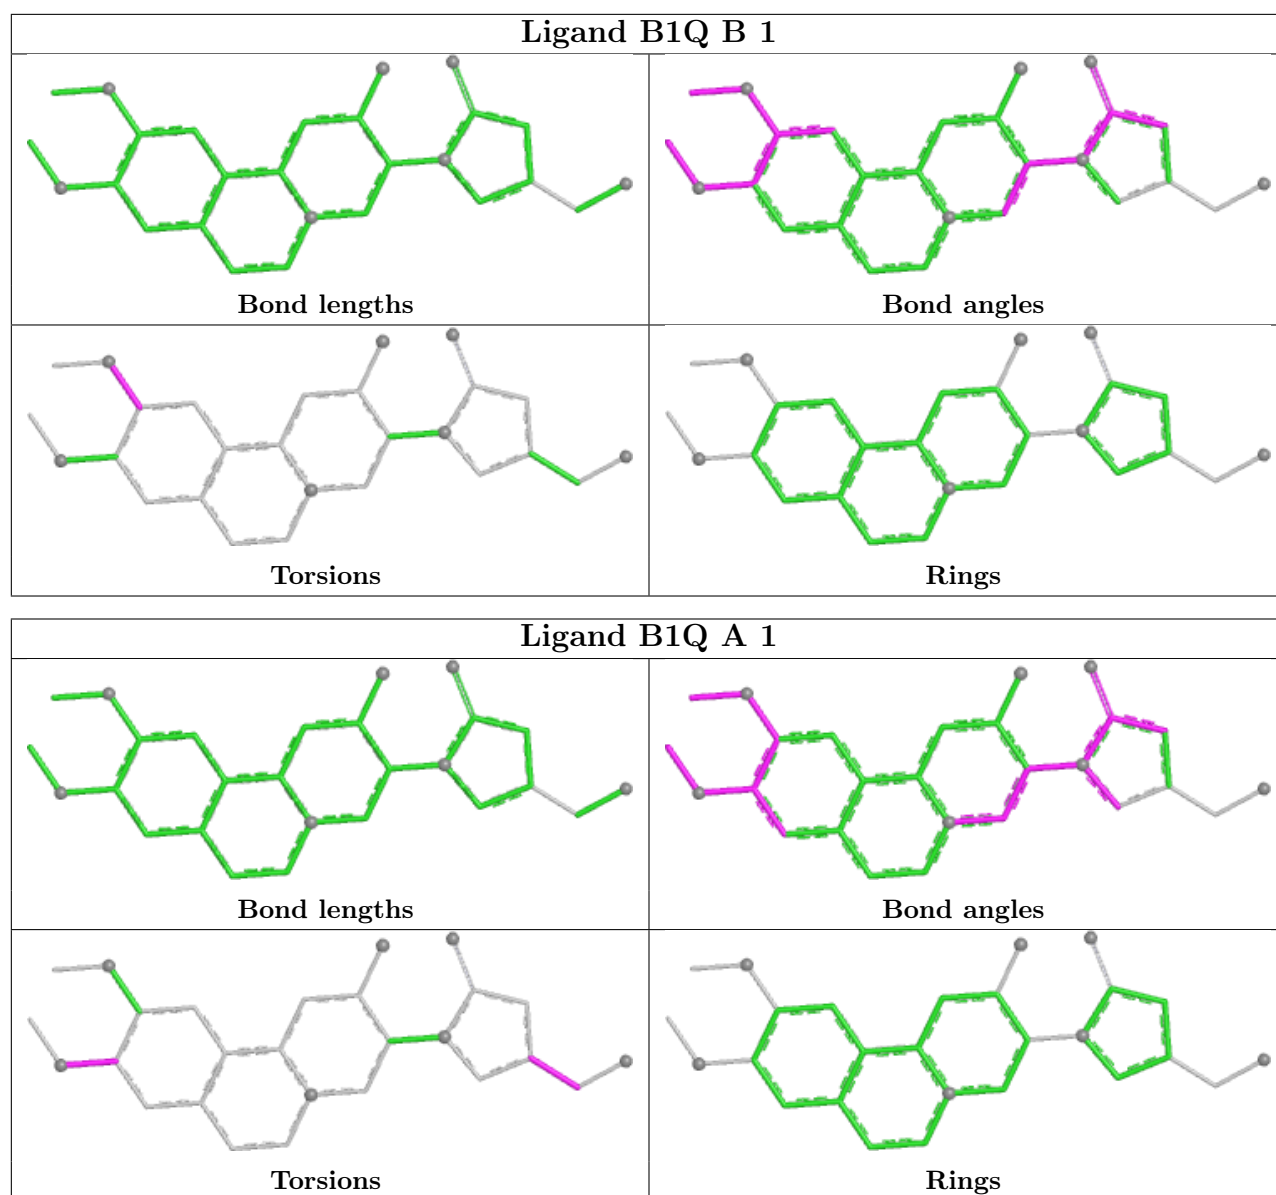 Ligand B1Q B 1
Bond lengths
Bond angles
Torsions
Rings
Ligand B1Q A 1
Bond lengths
Bond angles
Torsions
Rings